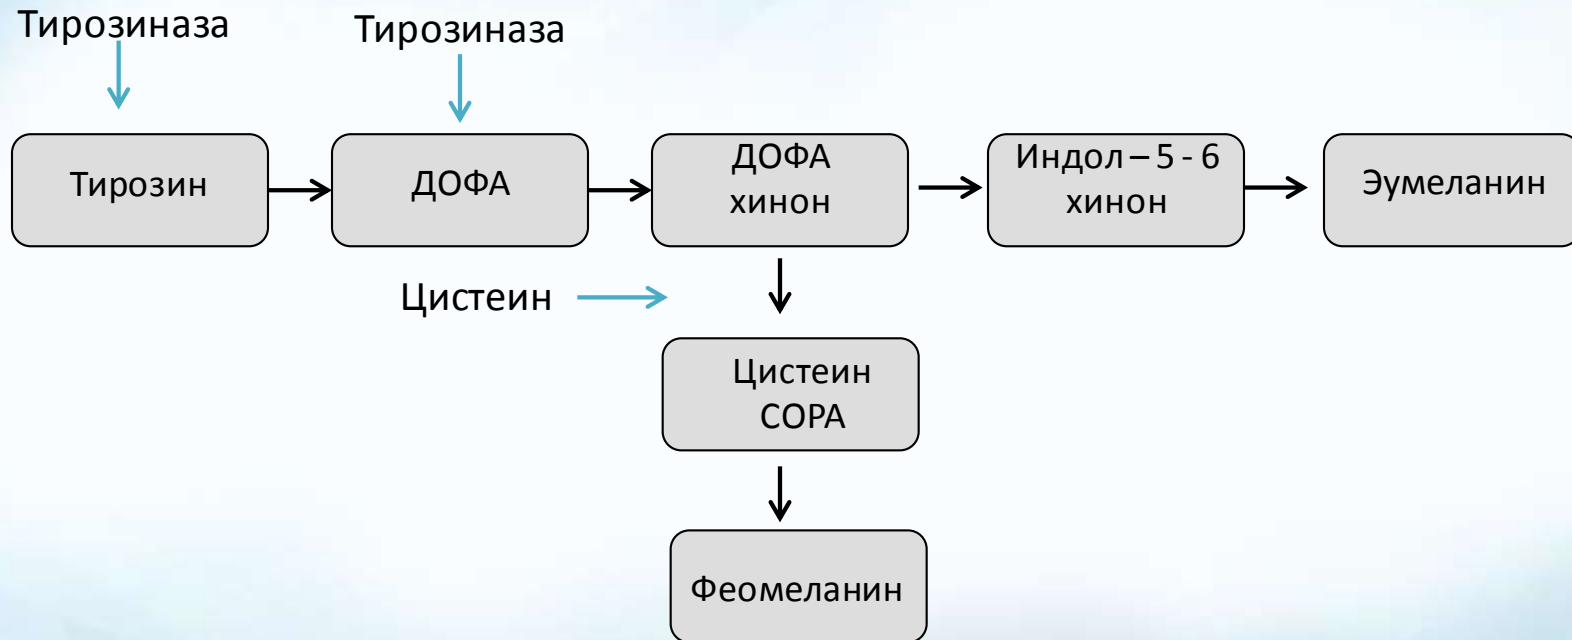 Тирозиназа
Тирозиназа
Тирозин
ДОФА
ДОФА
хинон
Индол – 5 - 6
хинон
Эумеланин
Цистеин
Цистеин
СОРА
Феомеланин